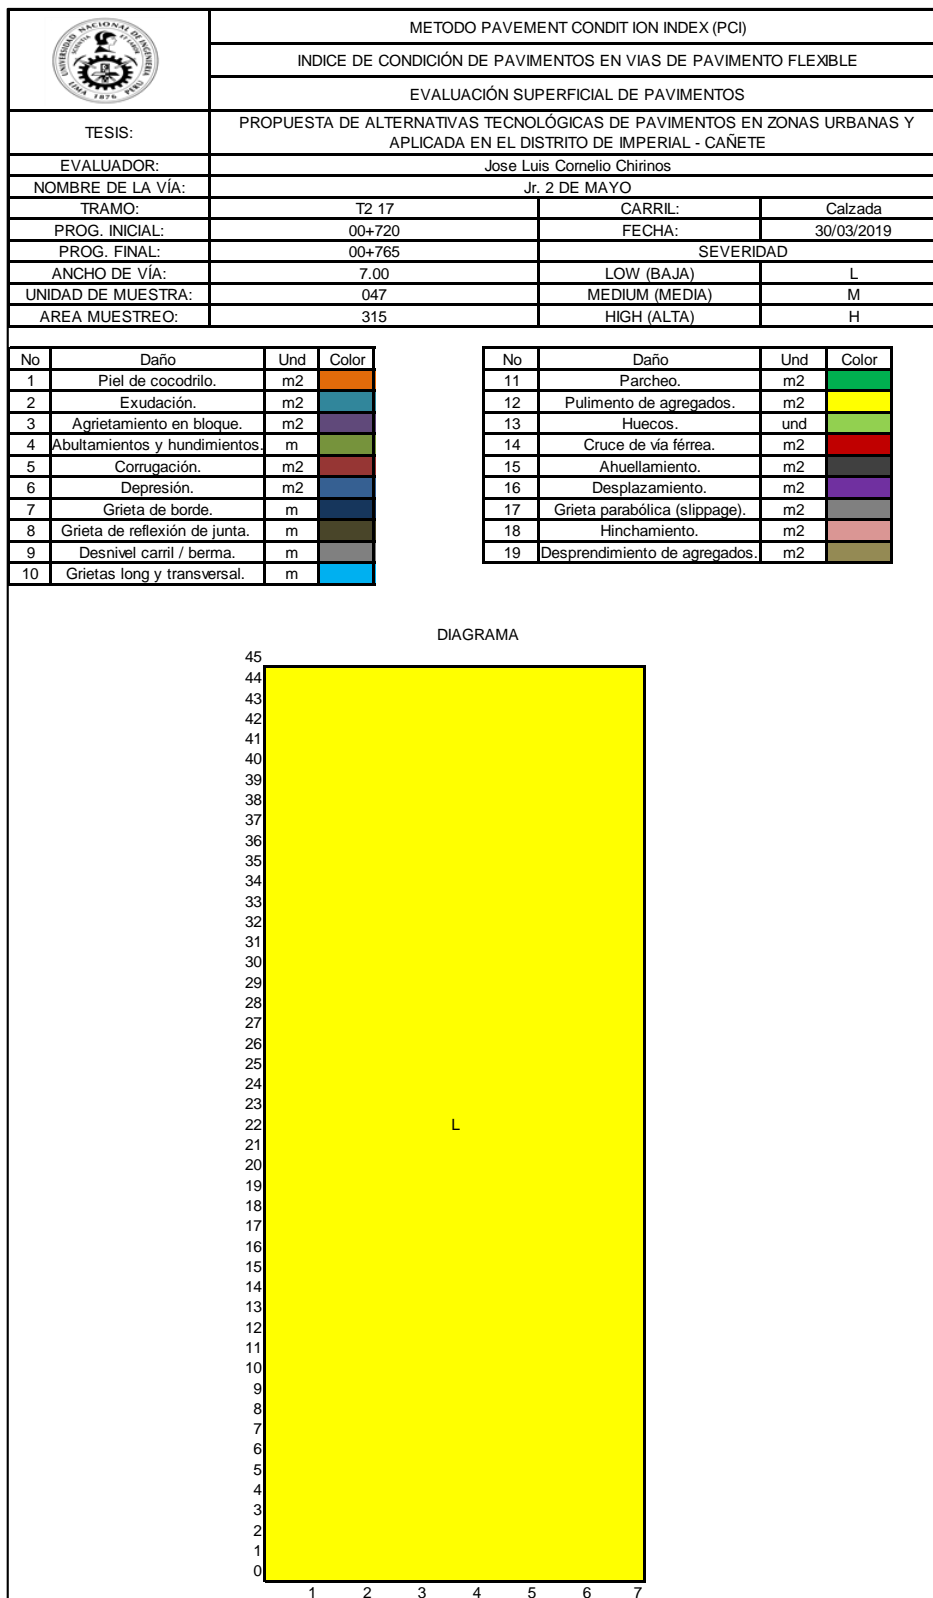 UNIVERSIDAD NACIONAL DE INGENIERIA
SCIENTIA ET LABOR
LIMA 1876 PERU
METODO PAVEMENT CONDIT ION INDEX (PCI)
INDICE DE CONDICIÓN DE PAVIMENTOS EN VIAS DE PAVIMENTO FLEXIBLE
EVALUACIÓN SUPERFICIAL DE PAVIMENTOS
TESIS: PROPUESTA DE ALTERNATIVAS TECNOLÓGICAS DE PAVIMENTOS EN ZONAS URBANAS Y
APLICADA EN EL DISTRITO DE IMPERIAL - CAÑETE
EVALUADOR: Jose Luis Cornelio Chirinos
NOMBRE DE LA VÍA: Jr. 2 DE MAYO
TRAMO: T2 17 CARRIL: Calzada
PROG. INICIAL: 00+720 FECHA: 30/03/2019
PROG. FINAL: 00+765 SEVERIDAD
ANCHO DE VÍA: 7.00 LOW (BAJA) L
UNIDAD DE MUESTRA: 047 MEDIUM (MEDIA) M
AREA MUESTREO: 315 HIGH (ALTA) H
No Daño Und Color
1 Piel de cocodrilo. m2
2 Exudación. m2
3 Agrietamiento en bloque. m2
4 Abultamientos y hundimientos. m
5 Corrugación. m2
6 Depresión. m2
7 Grieta de borde. m
8 Grieta de reflexión de junta. m
9 Desnivel carril / berma. m
10 Grietas long y transversal. m
No Daño Und Color
11 Parcheo. m2
12 Pulimento de agregados. m2
13 Huecos. und
14 Cruce de vía férrea. m2
15 Ahuellamiento. m2
16 Desplazamiento. m2
17 Grieta parabólica (slippage). m2
18 Hinchamiento. m2
19 Desprendimiento de agregados. m2
DIAGRAMA
45
44
43
42
41
40
39
38
37
36
35
34
33
32
31
30
29
28
27
26
25
24
23
22 L
21
20
19
18
17
16
15
14
13
12
11
10
9
8
7
6
5
4
3
2
1
0
1 2 3 4 5 6 7